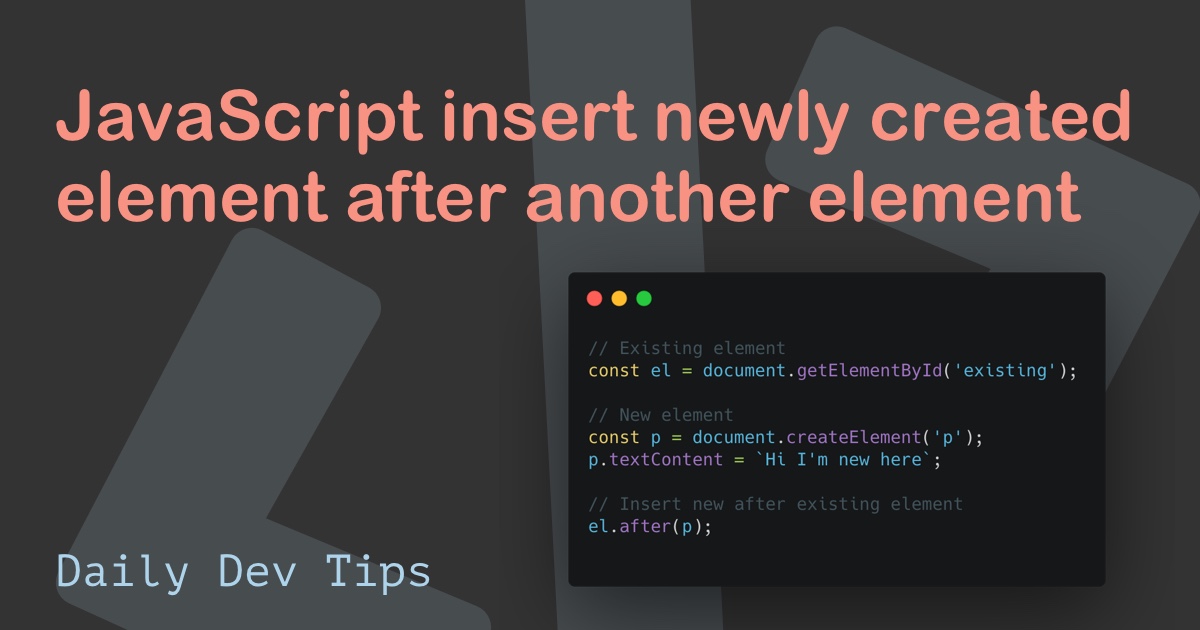 JavaScript insert newly created
element after another element
// Existing element
const el = document.getElementById('existing');
// New element
const p = document.createElement('p');
p.textContent = `Hi I'm new here`;
// Insert new after existing element
el.after(p);
Daily Dev Tips